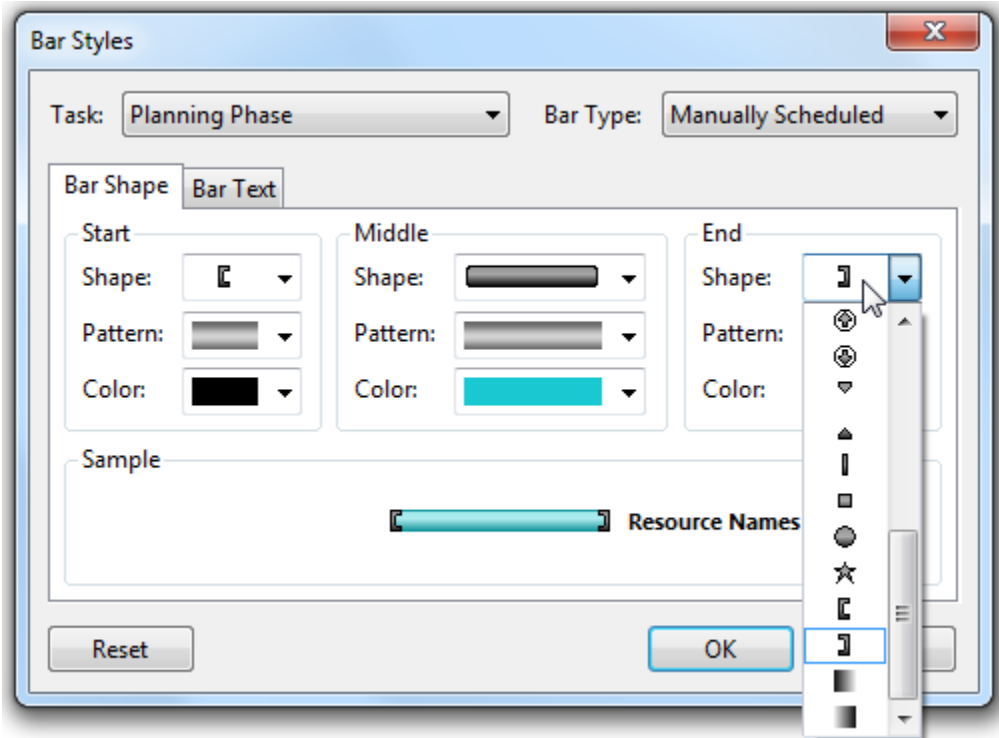 Bar Styles
Task: Planning Phase Bar Type: Manually Scheduled
Bar Shape Bar Text
Start Middle End
Shape: Shape: Shape:
Pattern: Pattern: Pattern:
Color: Color: Color:
Sample
Resource Names
Reset OK